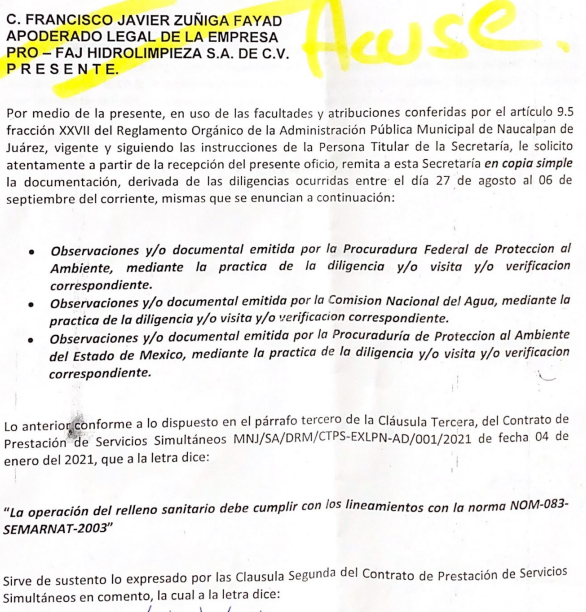 C. FRANCISCO JAVIER ZUÑIGA FAYAD
APODERADO LEGAL DE LA EMPRESA
PRO – FAJ HIDROLIMPIEZA S.A. DE C.V.
P R E S E N T E.
Acuse.
Por medio de la presente, en uso de las facultades y atribuciones conferidas por el artículo 9.5
fracción XXVII del Reglamento Orgánico de la Administración Pública Municipal de Naucalpan de
Juárez, vigente y siguiendo las instrucciones de la Persona Titular de la Secretaría, le solicito
atentamente a partir de la recepción del presente oficio, remita a esta Secretaría en copia simple
la documentación, derivada de las diligencias ocurridas entre el día 27 de agosto al 06 de
septiembre del corriente, mismas que se enuncian a continuación:
• Observaciones y/o documental emitida por la Procuradura Federal de Proteccion al
Ambiente, mediante la practica de la diligencia y/o visita y/o verificacion
correspondiente.
• Observaciones y/o documental emitida por la Comision Nacional del Agua, mediante la
practica de la diligencia y/o visita y/o verificacion correspondiente.
• Observaciones y/o documental emitida por la Procuraduría de Proteccion al Ambiente
del Estado de Mexico, mediante la practica de la diligencia y/o visita y/o verificacion
correspondiente.
Lo anterior conforme a lo dispuesto en el párrafo tercero de la Cláusula Tercera, del Contrato de
Prestación de Servicios Simultáneos MNJ/SA/DRM/CTPS-EXLPN-AD/001/2021 de fecha 04 de
enero del 2021, que a la letra dice:
“La operación del relleno sanitario debe cumplir con los lineamientos con la norma NOM-083-
SEMARNAT-2003”
Sirve de sustento lo expresado por las Clausula Segunda del Contrato de Prestación de Servicios
Simultáneos en comento, la cual a la letra dice: